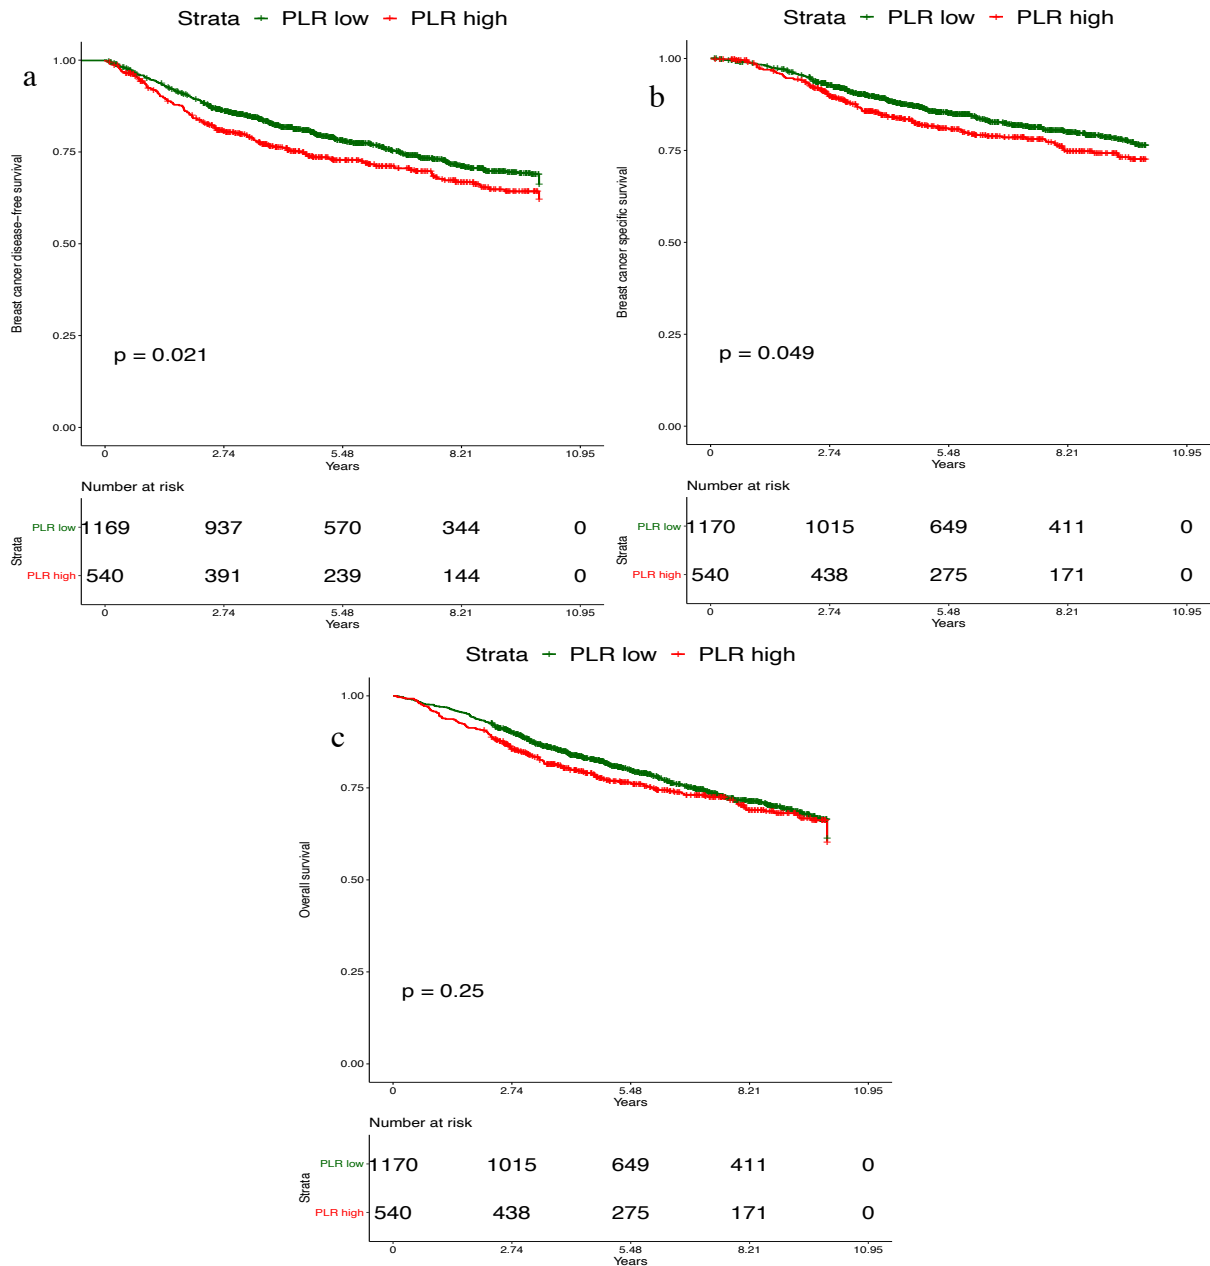 Strata PLR low PLR high
a
1.00
0.75
0.50
0.25
0.00
Breast cancer disease−free survival
p = 0.021
0 2.74 5.48 8.21 10.95
Years
Number at risk
Strata
PLR low 1169 937 570 344 0
PLR high 540 391 239 144 0
0 2.74 5.48 8.21 10.95
Years
Strata PLR low PLR high
b
1.00
0.75
0.50
0.25
0.00
Breast cancer specific survival
p = 0.049
0 2.74 5.48 8.21 10.95
Years
Number at risk
Strata
PLR low 1170 1015 649 411 0
PLR high 540 438 275 171 0
0 2.74 5.48 8.21 10.95
Years
Strata PLR low PLR high
c
1.00
0.75
0.50
0.25
0.00
Overall survival
p = 0.25
0 2.74 5.48 8.21 10.95
Years
Number at risk
Strata
PLR low 1170 1015 649 411 0
PLR high 540 438 275 171 0
0 2.74 5.48 8.21 10.95
Years